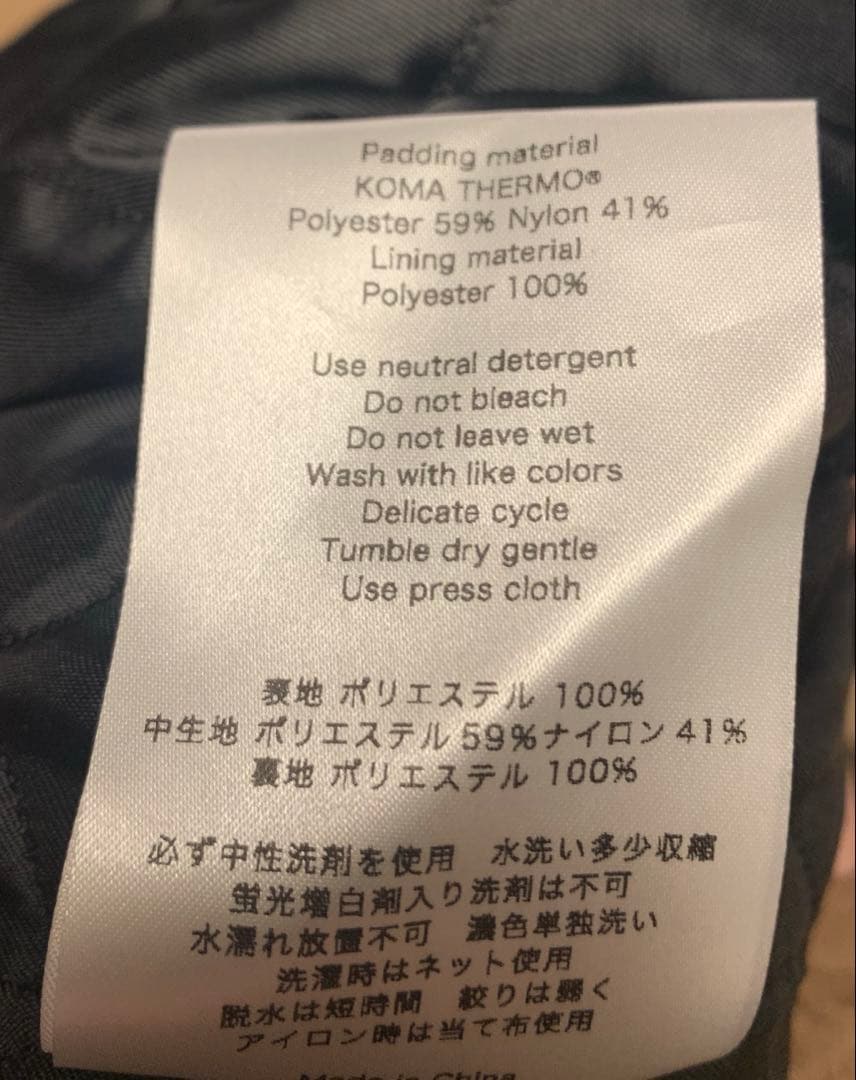 Padding material
KOMA THERMO®
Polyester 59% Nylon 41%
Lining material
Polyester 100%
Use neutral detergent
Do not bleach
Do not leave wet
Wash with like colors
Delicate cycle
Tumble dry gentle
Use press cloth
表地 ポリエステル 100%
中生地 ポリエステル 59%ナイロン 41%
裏地 ポリエステル 100%
必ず中性洗剤を使用 水洗い多少収縮
蛍光増白剤入り洗剤は不可
水濡れ放置不可 濃色単独洗い
洗濯時はネット使用
脱水は短時間 絞りは弱く
アイロン時は当て布使用
Made in China